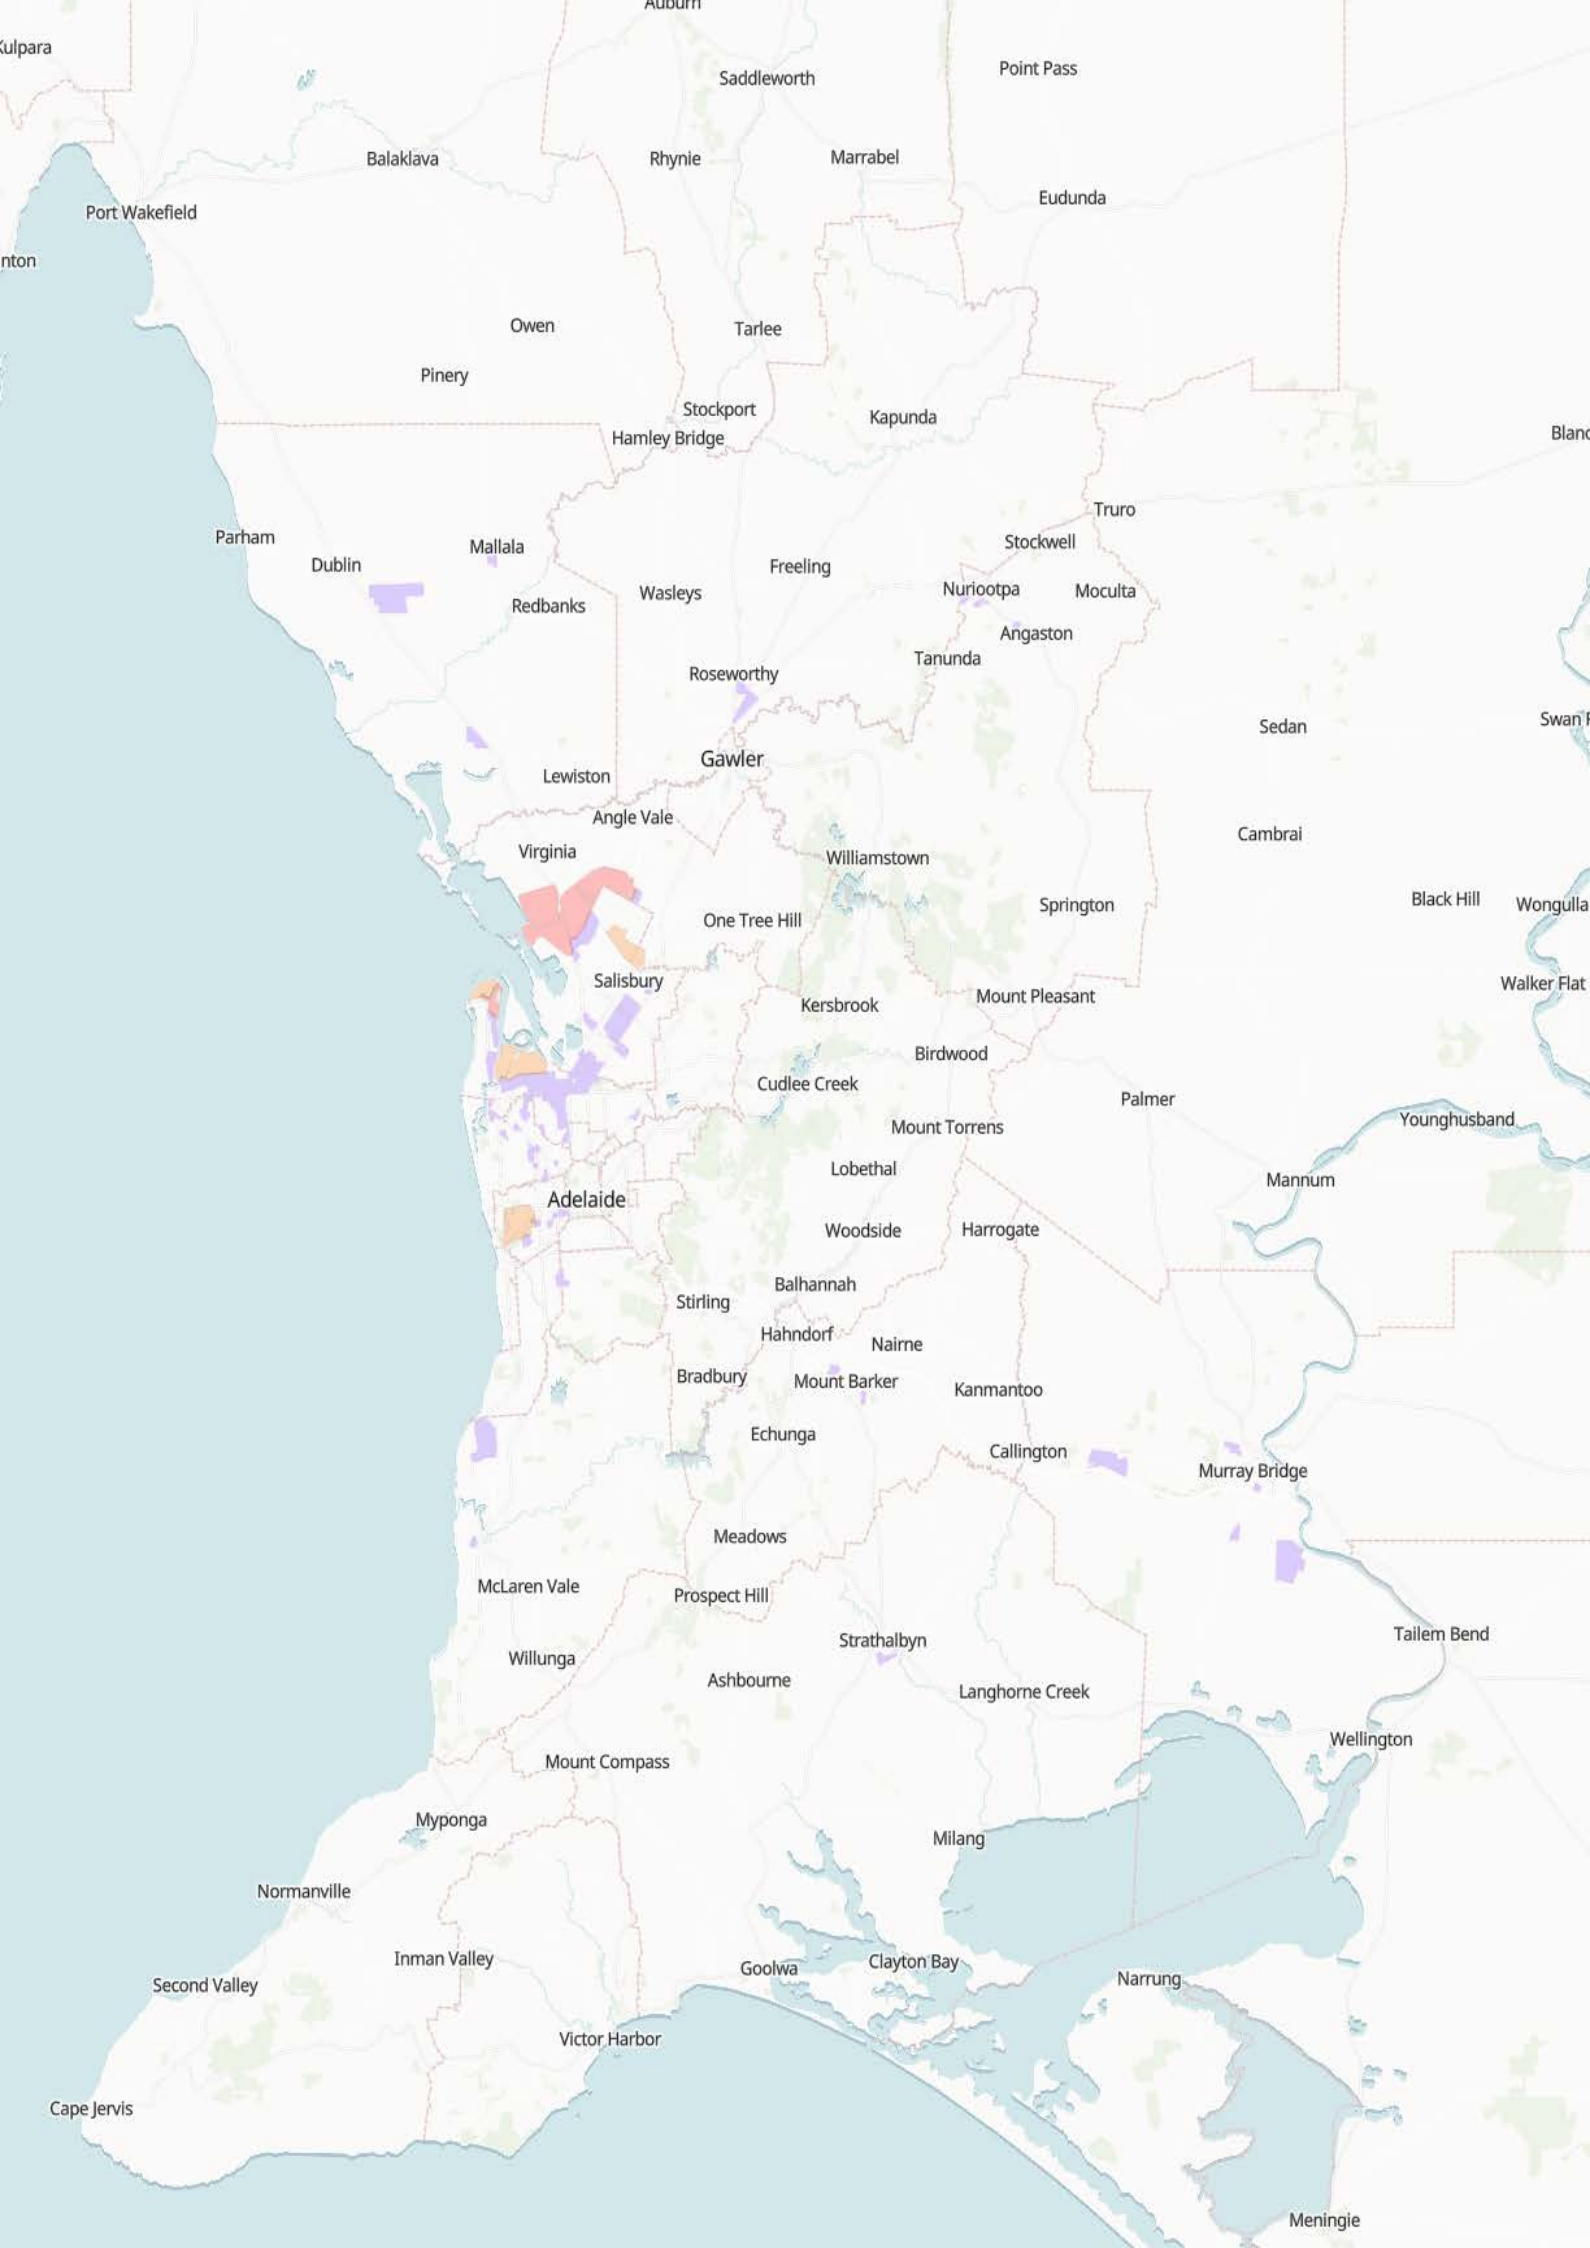 Auburn
Kulpara
Saddleworth
Point Pass
Balaklava
Rhynie
Marrabel
Eudunda
Port Wakefield
nton
Owen
Tarlee
Pinery
Stockport
Kapunda
Hamley Bridge
Blanc
Truro
Parham
Stockwell
Mallala
Dublin
Freeling
Nuriootpa
Moculta
Wasleys
Redbanks
Angaston
Tanunda
Roseworthy
Swan R
Sedan
Gawler
Lewiston
Angle Vale
Cambrai
Virginia
Williamstown
Black Hill
Springton
Wongulla
One Tree Hill
Salisbury
Walker Flat
Mount Pleasant
Kersbrook
Birdwood
Cudlee Creek
Palmer
Younghusband
Mount Torrens
Lobethal
Mannum
Adelaide
Woodside
Harrogate
Balhannah
Stirling
Hahndorf
Nairne
Bradbury
Mount Barker
Kanmantoo
Echunga
Callington
Murray Bridge
Meadows
McLaren Vale
Prospect Hill
Tailem Bend
Strathalbyn
Willunga
Ashbourne
Langhorne Creek
Wellington
Mount Compass
Myponga
Milang
Normanville
Inman Valley
Clayton Bay
Goolwa
Narrung
Second Valley
Victor Harbor
Cape Jervis
Meningie